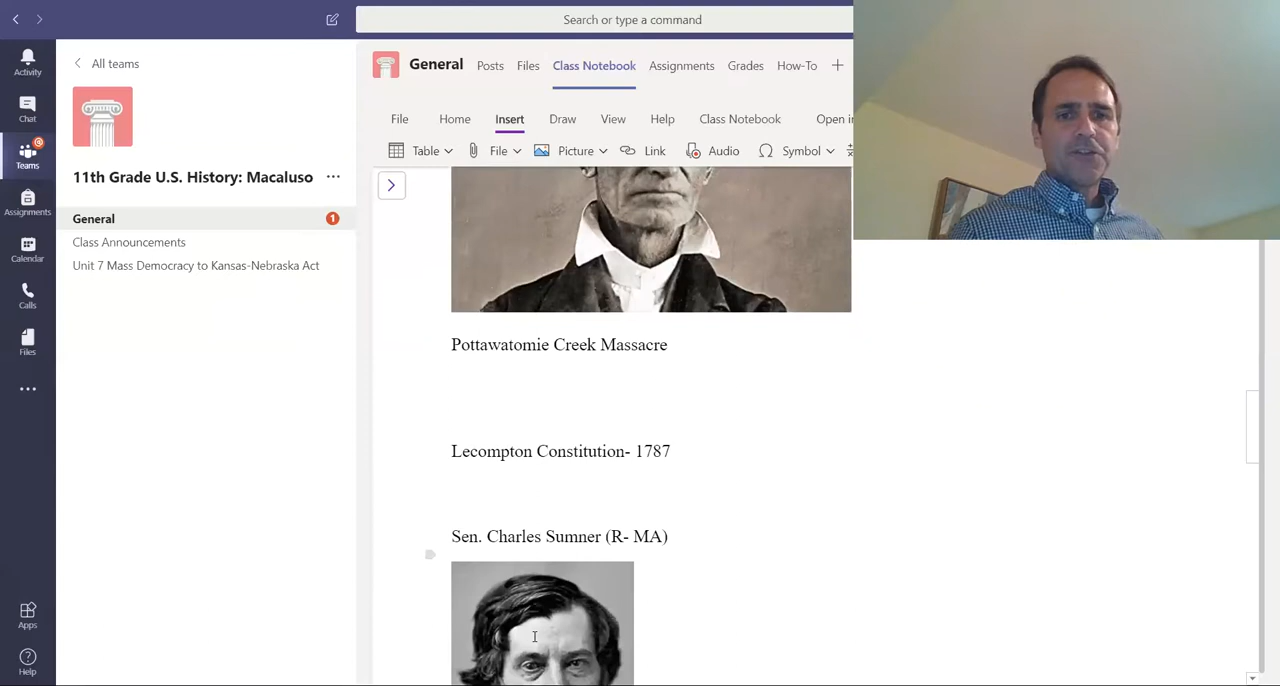 Search or type a command
Activity
Chat
Teams
Assignments
Calendar
Calls
Files
Apps
Help
All teams
11th Grade U.S. History: Macaluso
General
1
Class Announcements
Unit 7 Mass Democracy to Kansas-Nebraska Act
General Posts Files Class Notebook Assignments Grades How-To
File Home Insert Draw View Help Class Notebook Open in
Table File Picture Link Audio Symbol
Pottawatomie Creek Massacre
Lecompton Constitution- 1787
Sen. Charles Sumner (R- MA)